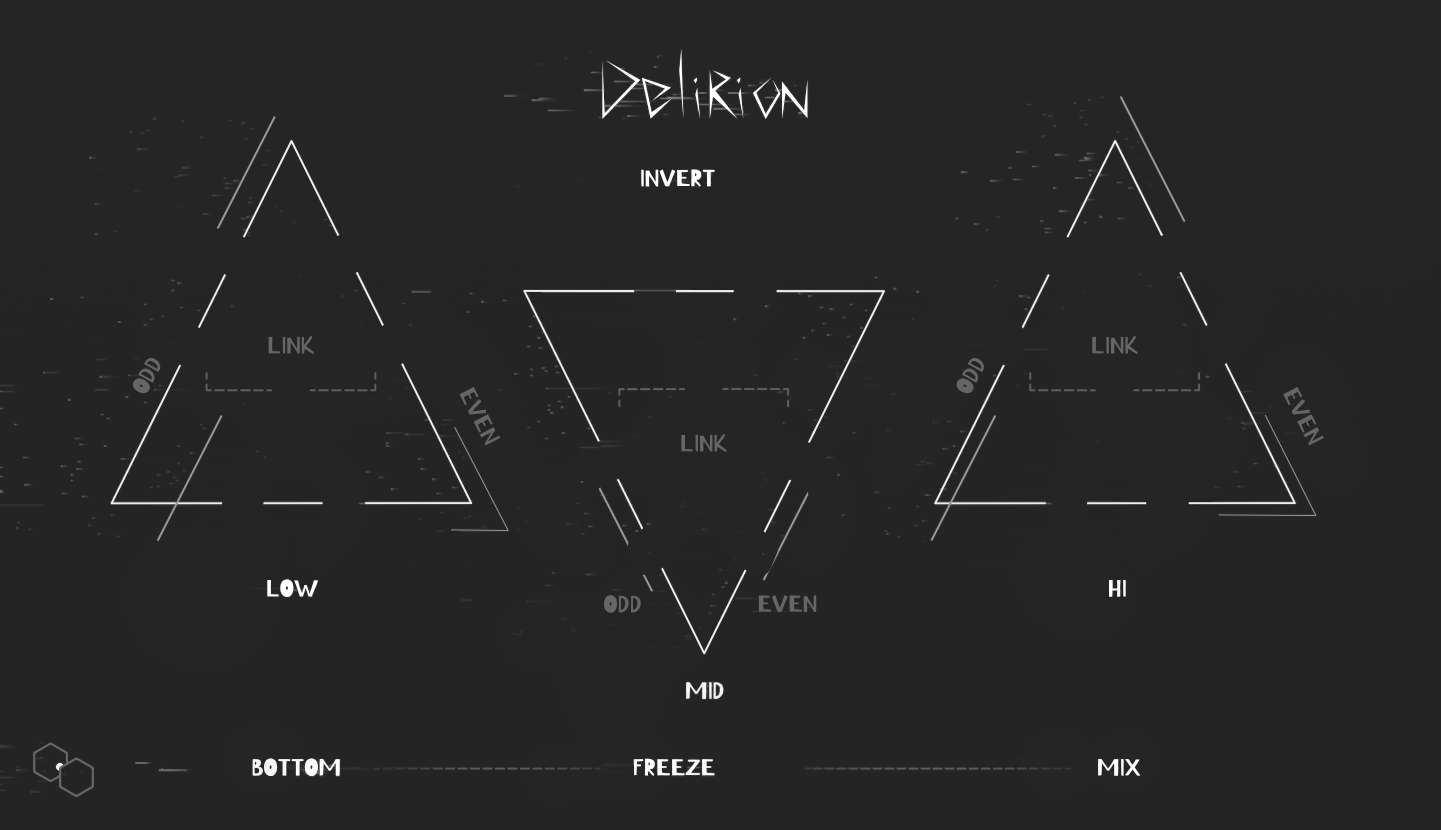 DeliRion
INVERT
LINK
LINK
ODD
ODD
EVEN
EVEN
LINK
LOW
HI
ODD
EVEN
MID
BOTTOM
FREEZE
MIX